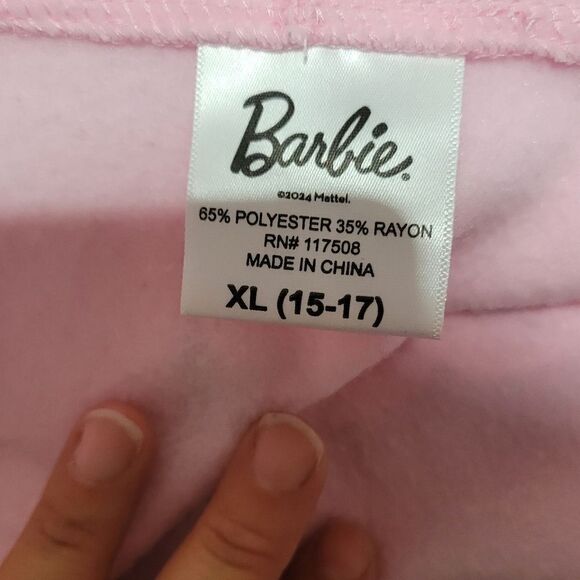 Barbie.
©2024 Mattel.
65% POLYESTER 35% RAYON
RN# 117508
MADE IN CHINA
XL (15-17)